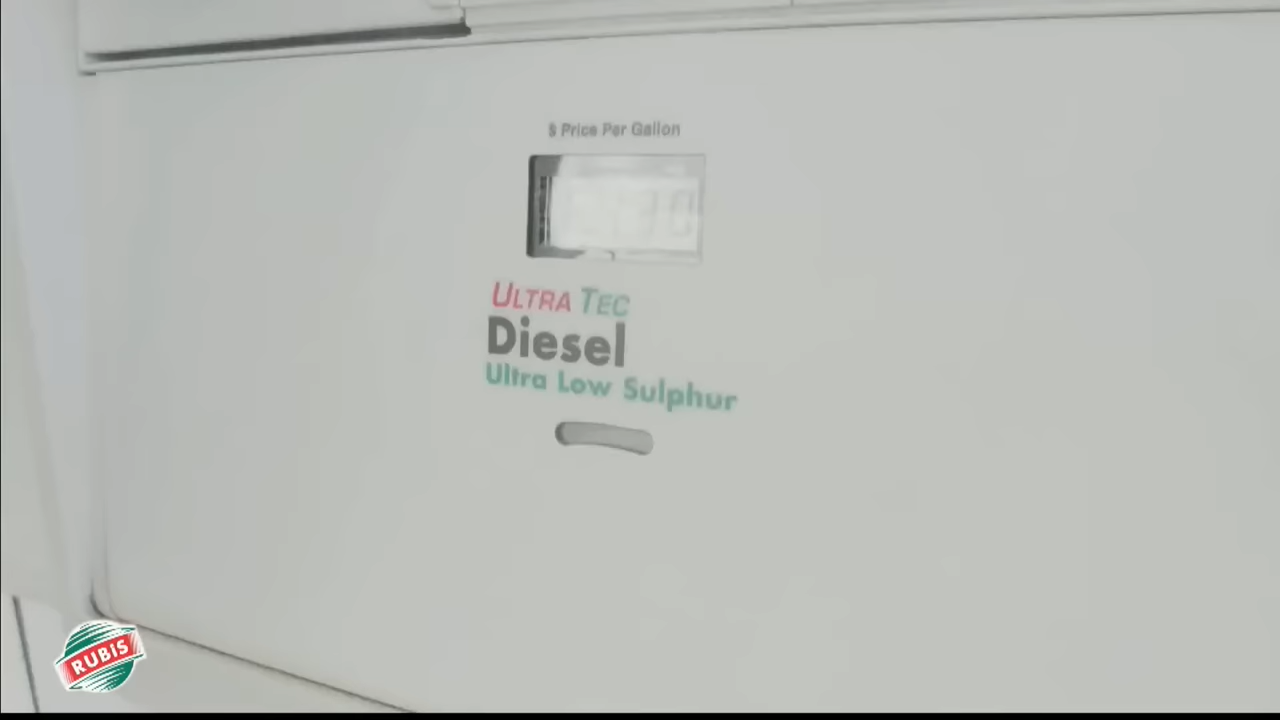 $ Price Per Gallon
ULTRA TEC
Diesel
Ultra Low Sulphur
RUBIS